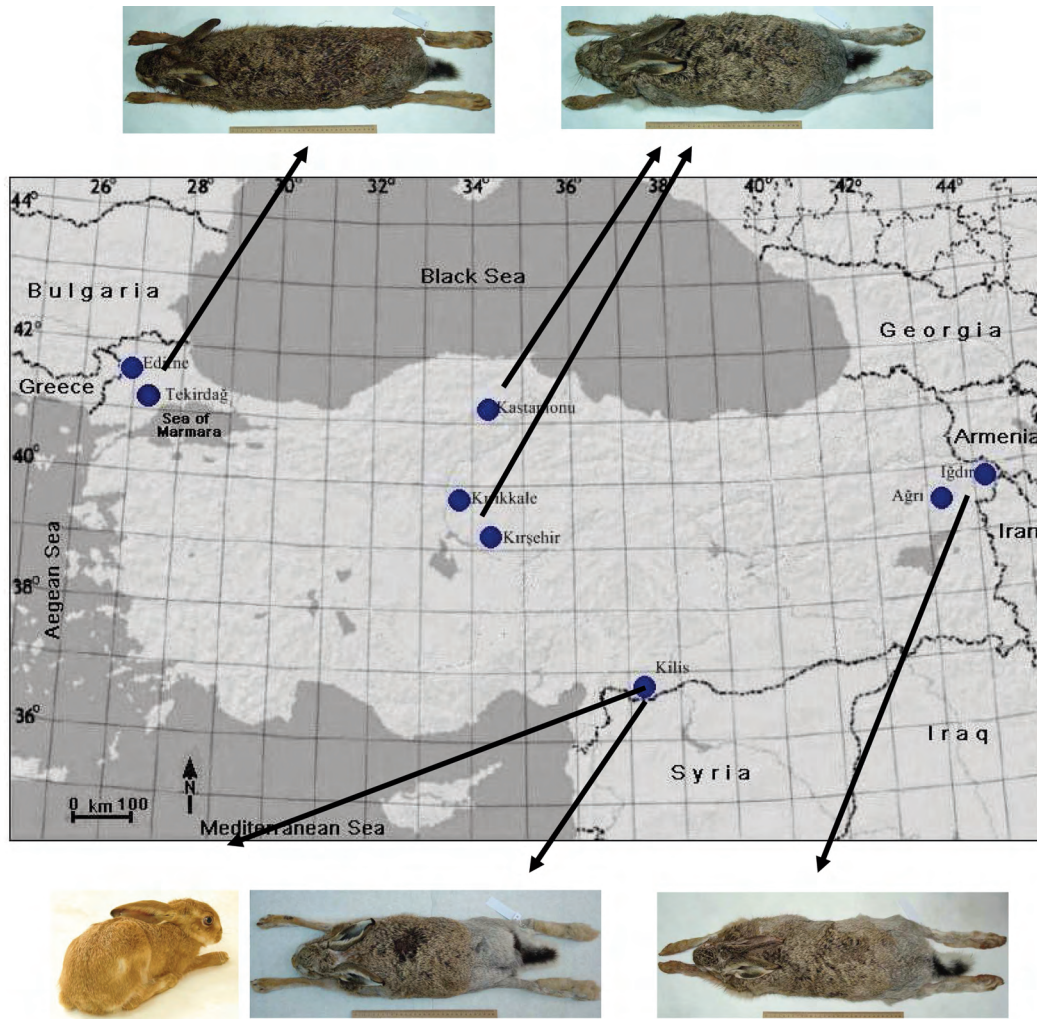 26°
28°
30°
32°
34°
36°
38°
40°
42°
44°
44°
42°
40°
38°
36°
Black Sea
Bulgaria
Georgia
Greece
Edirne
Tekirdağ
Sea of
Marmara
Kastamonu
Armenia
Iğdır
Ağrı
Kırıkkale
Kırşehir
Iran
Aegean Sea
Kilis
Iraq
Syria
N
0 km 100
Mediterranean Sea